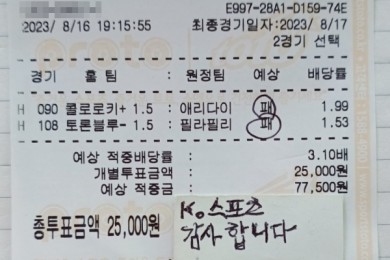 E997-28A1-D159-74E
2023/ 8/16 19:15:55 최종경기일자:2023/ 8/17
2경기 선택
경기 홈 팀 : 원정팀 예상 배당률
H 090 콜로로키+ 1.5 : 애리다이 패 1.99
H 108 토론블루- 1.5 : 필라필리 패 1.53
예상 적중배당률 3.10배
개별투표금액 25,000원
예상 적중금 77,500원
총투표금액 25,000원
K.스포츠
감사합니다